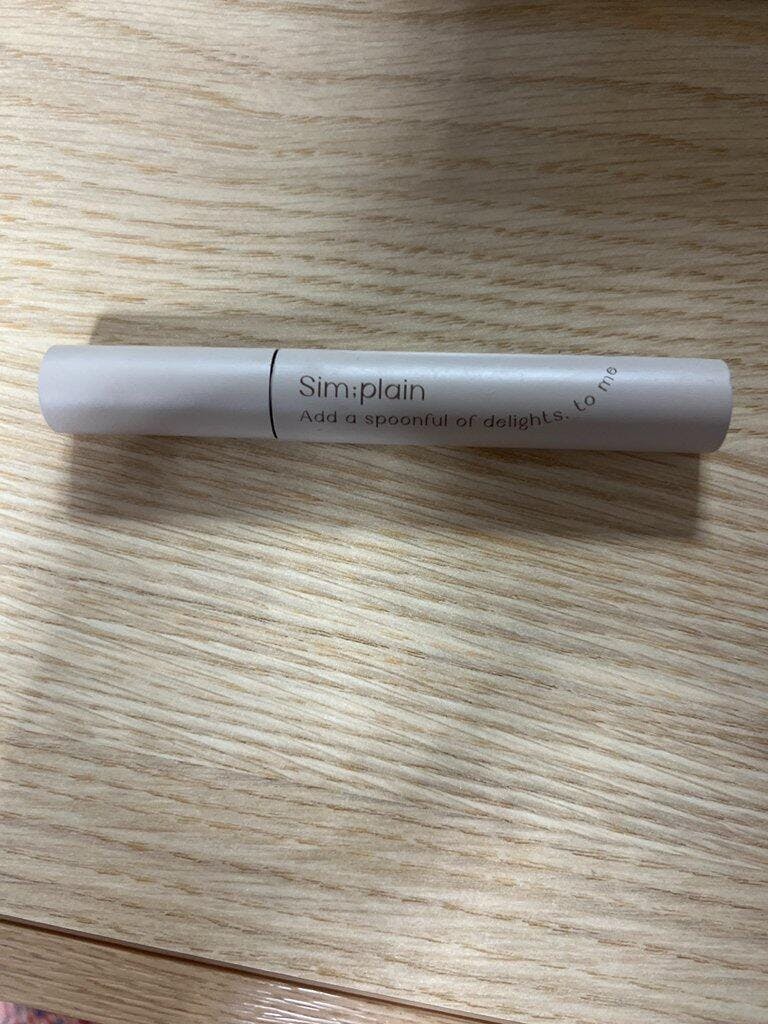 Sim;plain
Add a spoonful of delights. to me